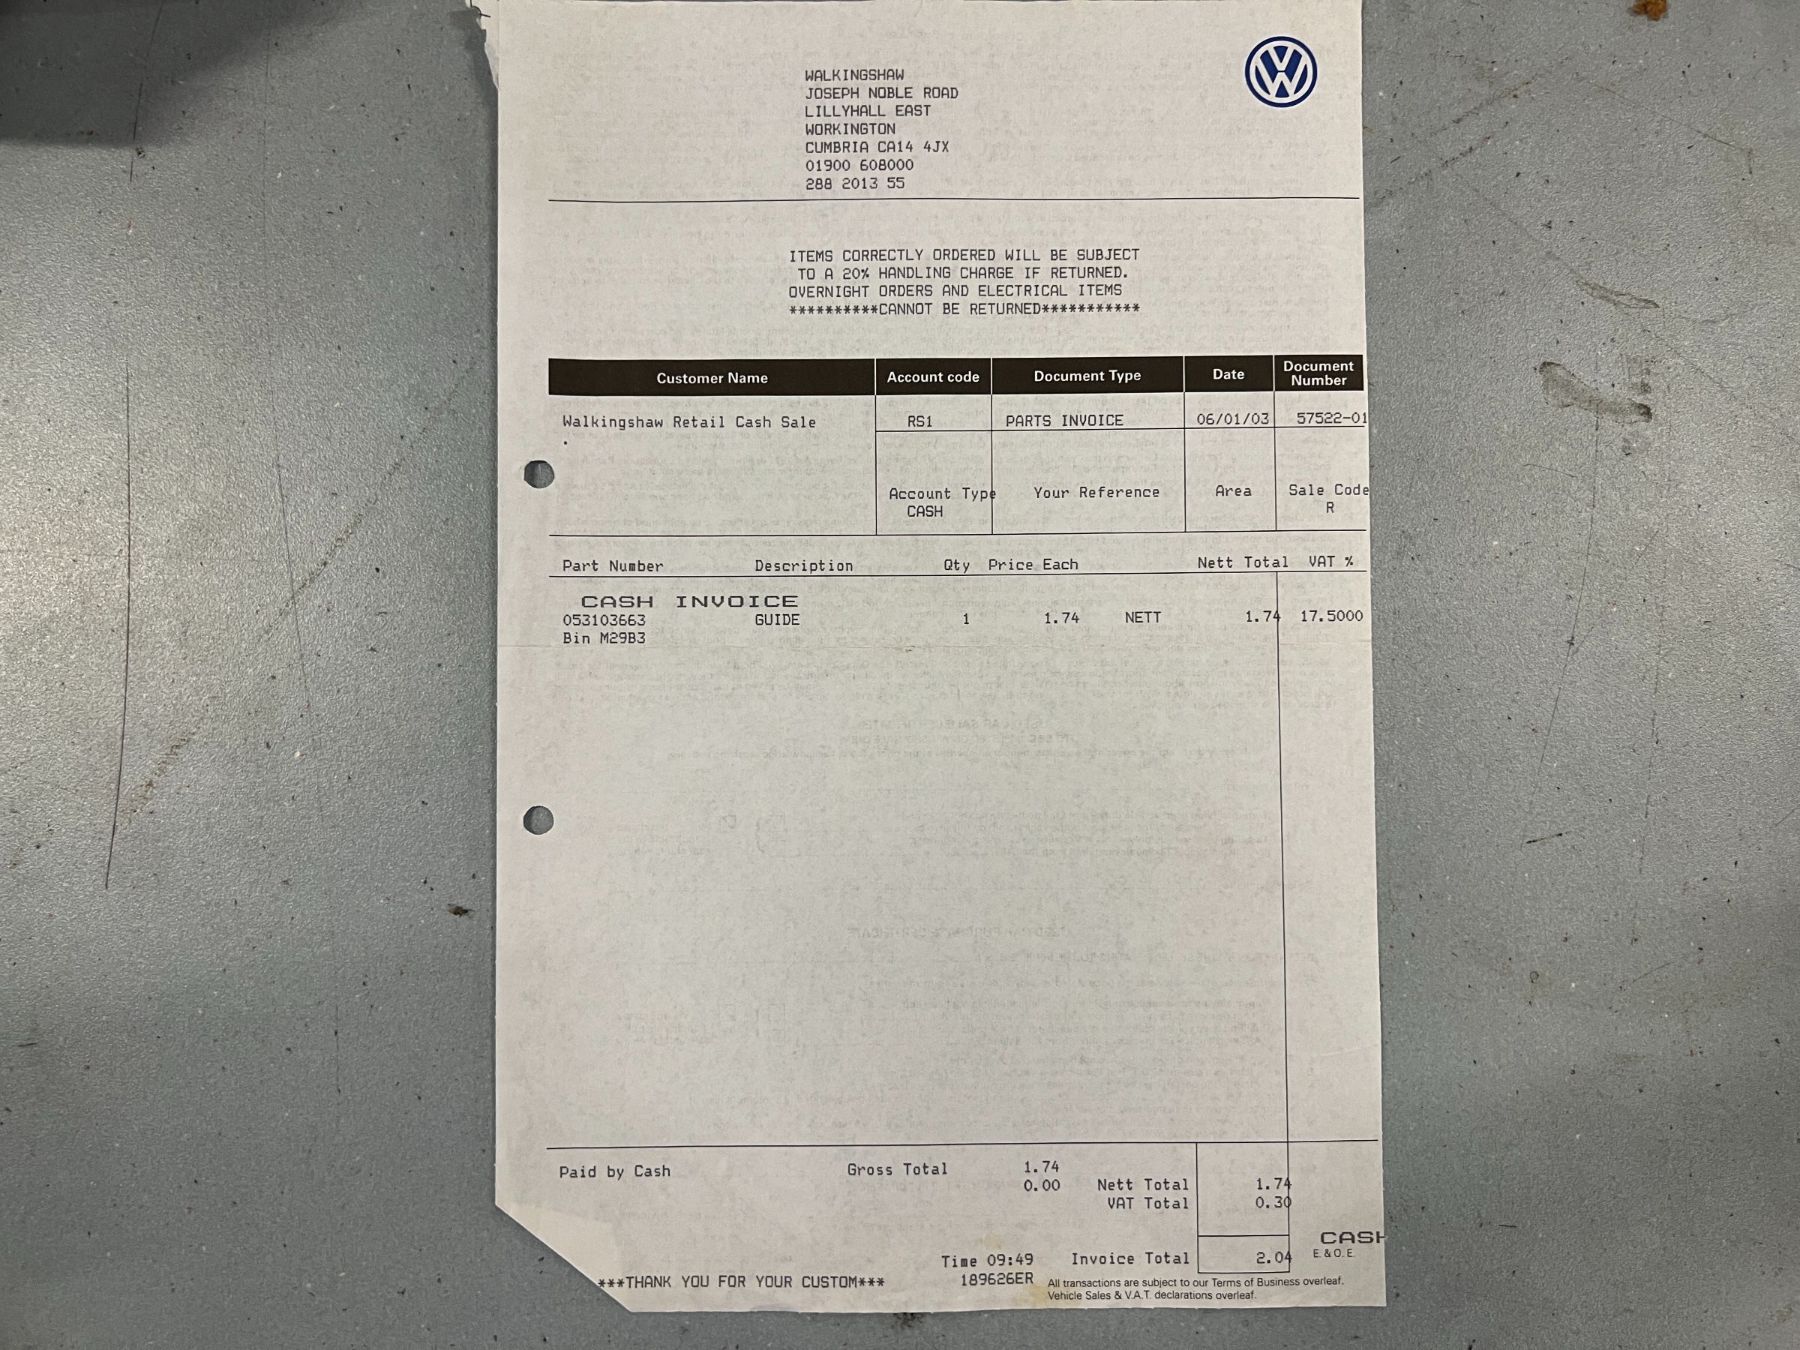 WALKINGSHAW
JOSEPH NOBLE ROAD
LILLYHALL EAST
WORKINGTON
CUMBRIA CA14 4JX
01900 608000
288 2013 55
ITEMS CORRECTLY ORDERED WILL BE SUBJECT
TO A 20% HANDLING CHARGE IF RETURNED.
OVERNIGHT ORDERS AND ELECTRICAL ITEMS
**********CANNOT BE RETURNED***********
Customer Name Account code Document Type Date Document Number
Walkingshaw Retail Cash Sale RS1 PARTS INVOICE 06/01/03 57522-01
.
Account Type Your Reference Area Sale Code
CASH R
Part Number Description Qty Price Each Nett Total VAT %
CASH INVOICE
053103663 GUIDE 1 1.74 NETT 1.74 17.5000
Bin M29B3
Paid by Cash Gross Total 1.74
0.00 Nett Total 1.74
VAT Total 0.30
CASH
E. & O. E.
Time 09:49 Invoice Total 2.04
***THANK YOU FOR YOUR CUSTOM*** 189626ER All transactions are subject to our Terms of Business overleaf.
Vehicle Sales & V.A.T. declarations overleaf.